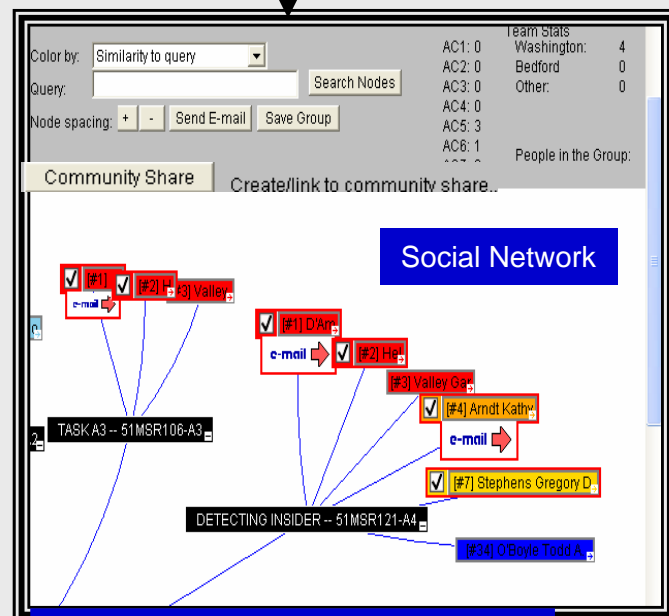 Team Stats
Color by: Similarity to query
AC1: 0 Washington: 4
AC2: 0 Bedford 0
Query: Search Nodes
AC3: 0 Other: 0
AC4: 0
Node spacing: + - Send E-mail Save Group
AC5: 3
AC6: 1
People in the Group:
Community Share Create/link to community share..
Social Network
[#1]
[#2] H
[#3] Valley
e-mail
[#1] D'Am
e-mail
[#2] Hel
[#3] Valley Gar
[#4] Arndt Kathy
TASK A3 -- 51MSR106-A3
e-mail
[#7] Stephens Gregory D
DETECTING INSIDER -- 51MSR121-A4
[#34] O'Boyle Todd A